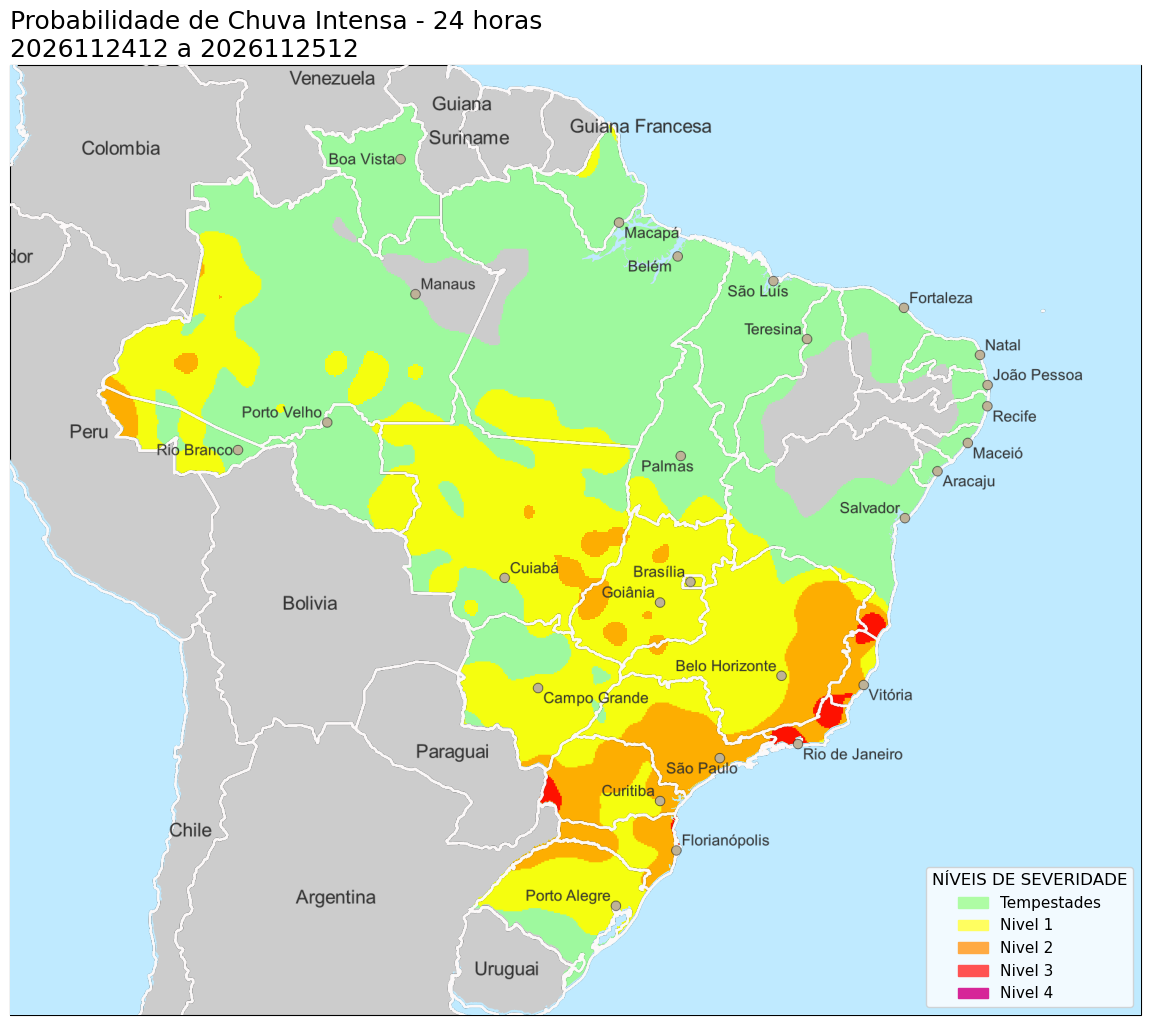 Probabilidade de Chuva Intensa - 24 horas
2026112412 a 2026112512
Venezuela
Guiana
Guiana Francesa
Suriname
Colombia
Boa Vista
Macapá
dor
Belém
Manaus
São Luís
Fortaleza
Teresina
Natal
João Pessoa
Porto Velho
Recife
Peru
Rio Branco
Maceió
Palmas
Aracaju
Salvador
Cuiabá
Brasília
Goiânia
Bolivia
Belo Horizonte
Vitória
Campo Grande
Paraguai
Rio de Janeiro
São Paulo
Curitiba
Chile
Florianópolis
Argentina
Porto Alegre
Uruguai
NÍVEIS DE SEVERIDADE
Tempestades
Nivel 1
Nivel 2
Nivel 3
Nivel 4